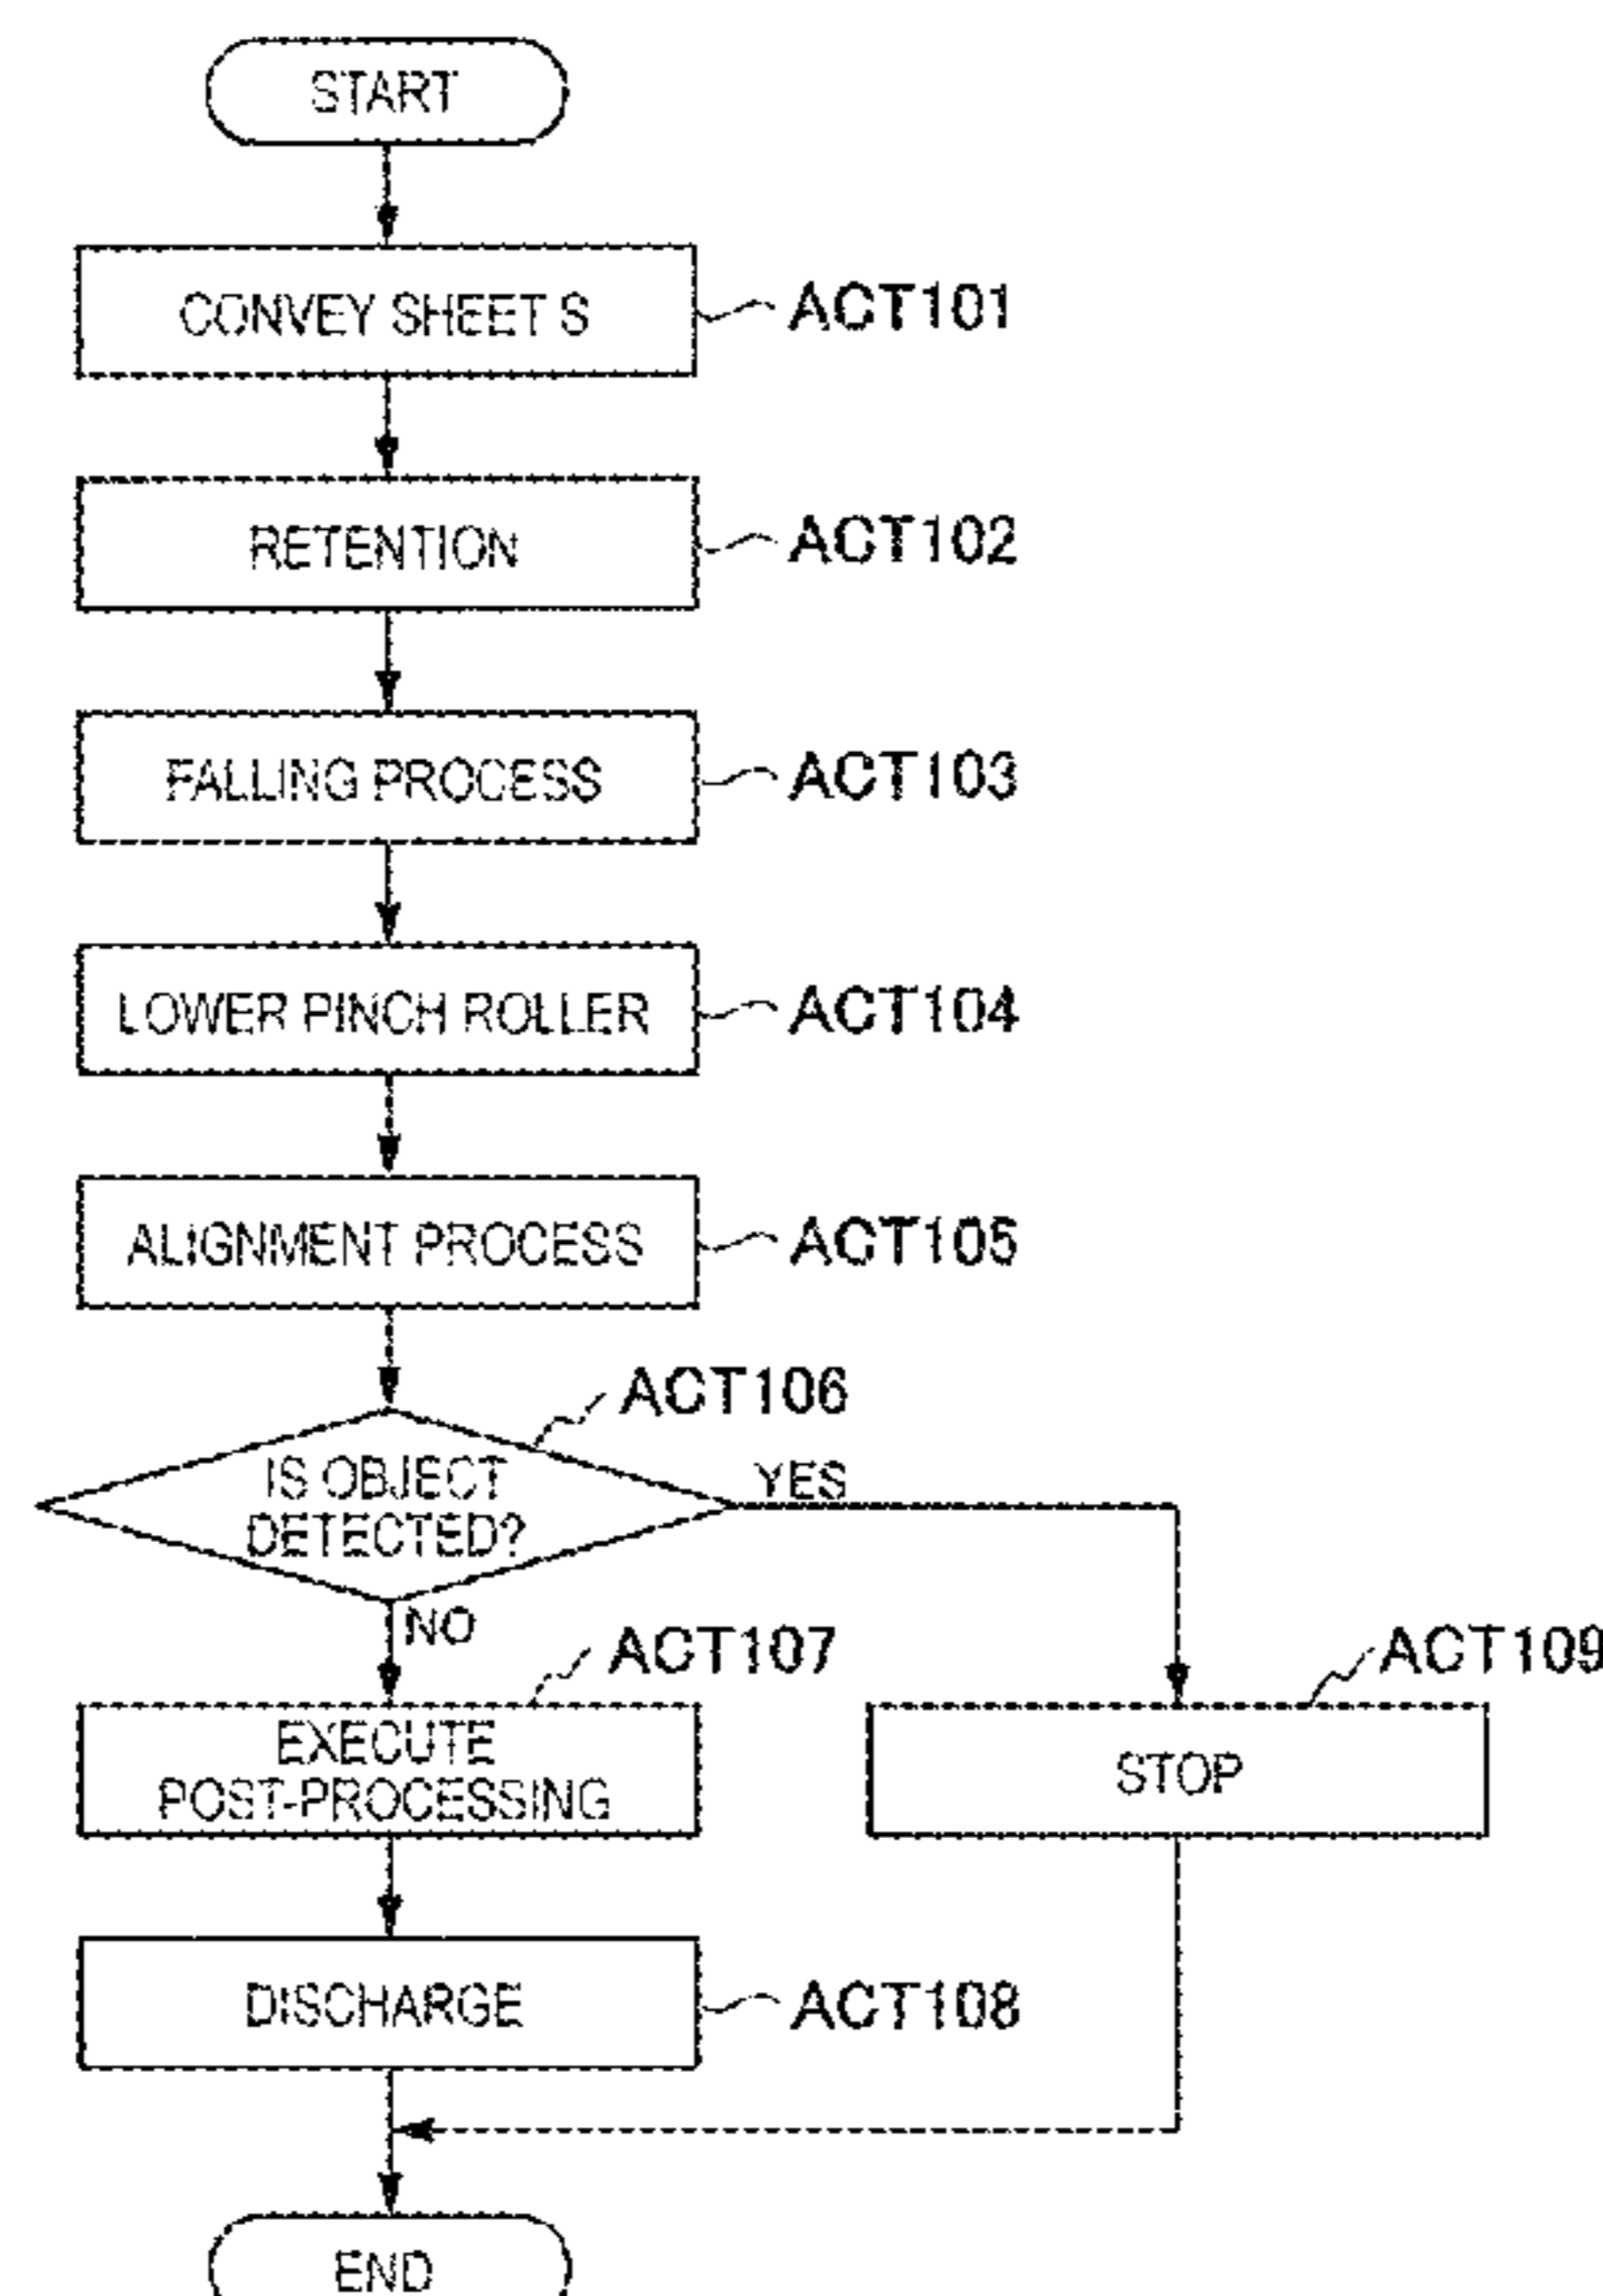 START
CONVEY SHEET S
ACT101
RETENTION
ACT102
FALLING PROCESS
ACT103
LOWER PINCH ROLLER
ACT104
ALIGNMENT PROCESS
ACT105
ACT106
IS OBJECT
DETECTED?
YES
NO
ACT107
EXECUTE
POST-PROCESSING
ACT109
STOP
DISCHARGE
ACT108
END